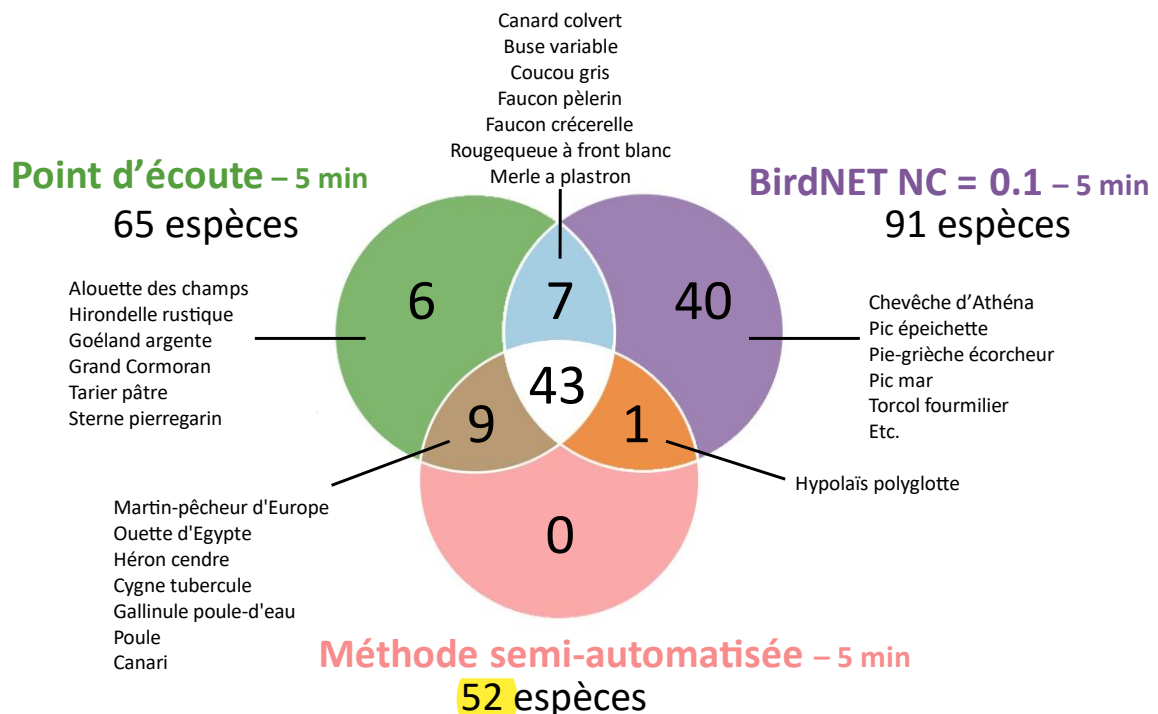 Canard colvert
Buse variable
Coucou gris
Faucon pèlerin
Faucon crécerelle
Rougequeue à front blanc
Merle a plastron
Point d'écoute – 5 min
65 espèces
BirdNET NC = 0.1 – 5 min
91 espèces
Alouette des champs
Hirondelle rustique
Goéland argente
Grand Cormoran
Tarier pâtre
Sterne pierregarin
6
7
40
43
9
1
0
Chevêche d'Athéna
Pic épeichette
Pie-grièche écorcheur
Pic mar
Torcol fourmilier
Etc.
Hypolaïs polyglotte
Martin-pêcheur d'Europe
Ouette d'Egypte
Héron cendre
Cygne tubercule
Gallinule poule-d'eau
Poule
Canari
Méthode semi-automatisée – 5 min
52 espèces